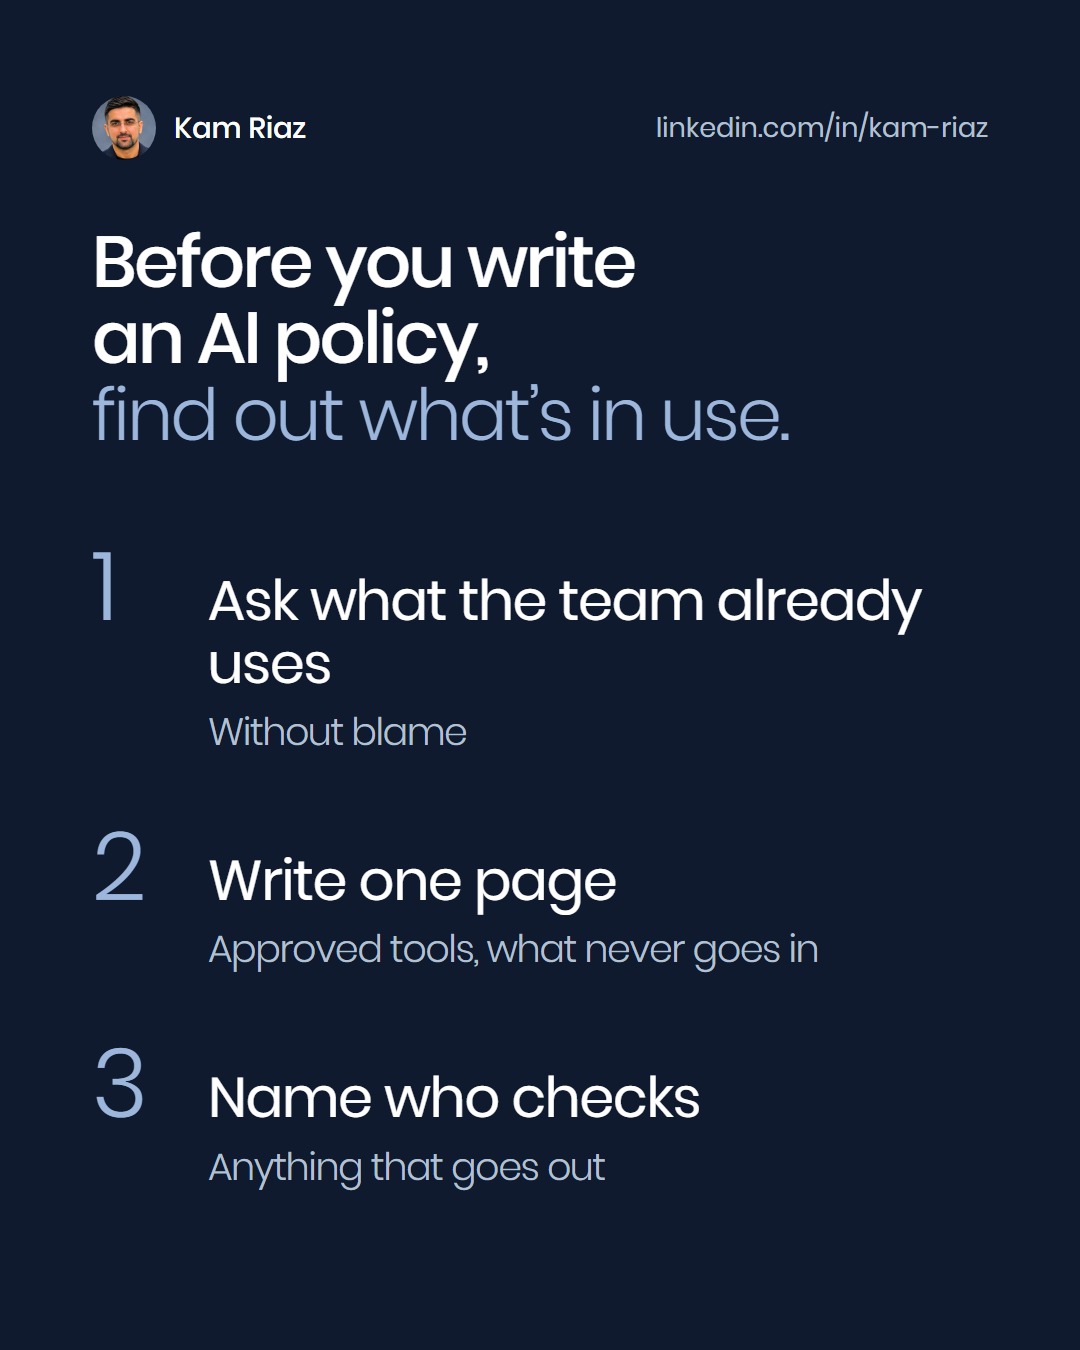 Kam Riaz
linkedin.com/in/kam-riaz
Before you write
an AI policy,
find out what’s in use.
1
Ask what the team already
uses
Without blame
2
Write one page
Approved tools, what never goes in
3
Name who checks
Anything that goes out